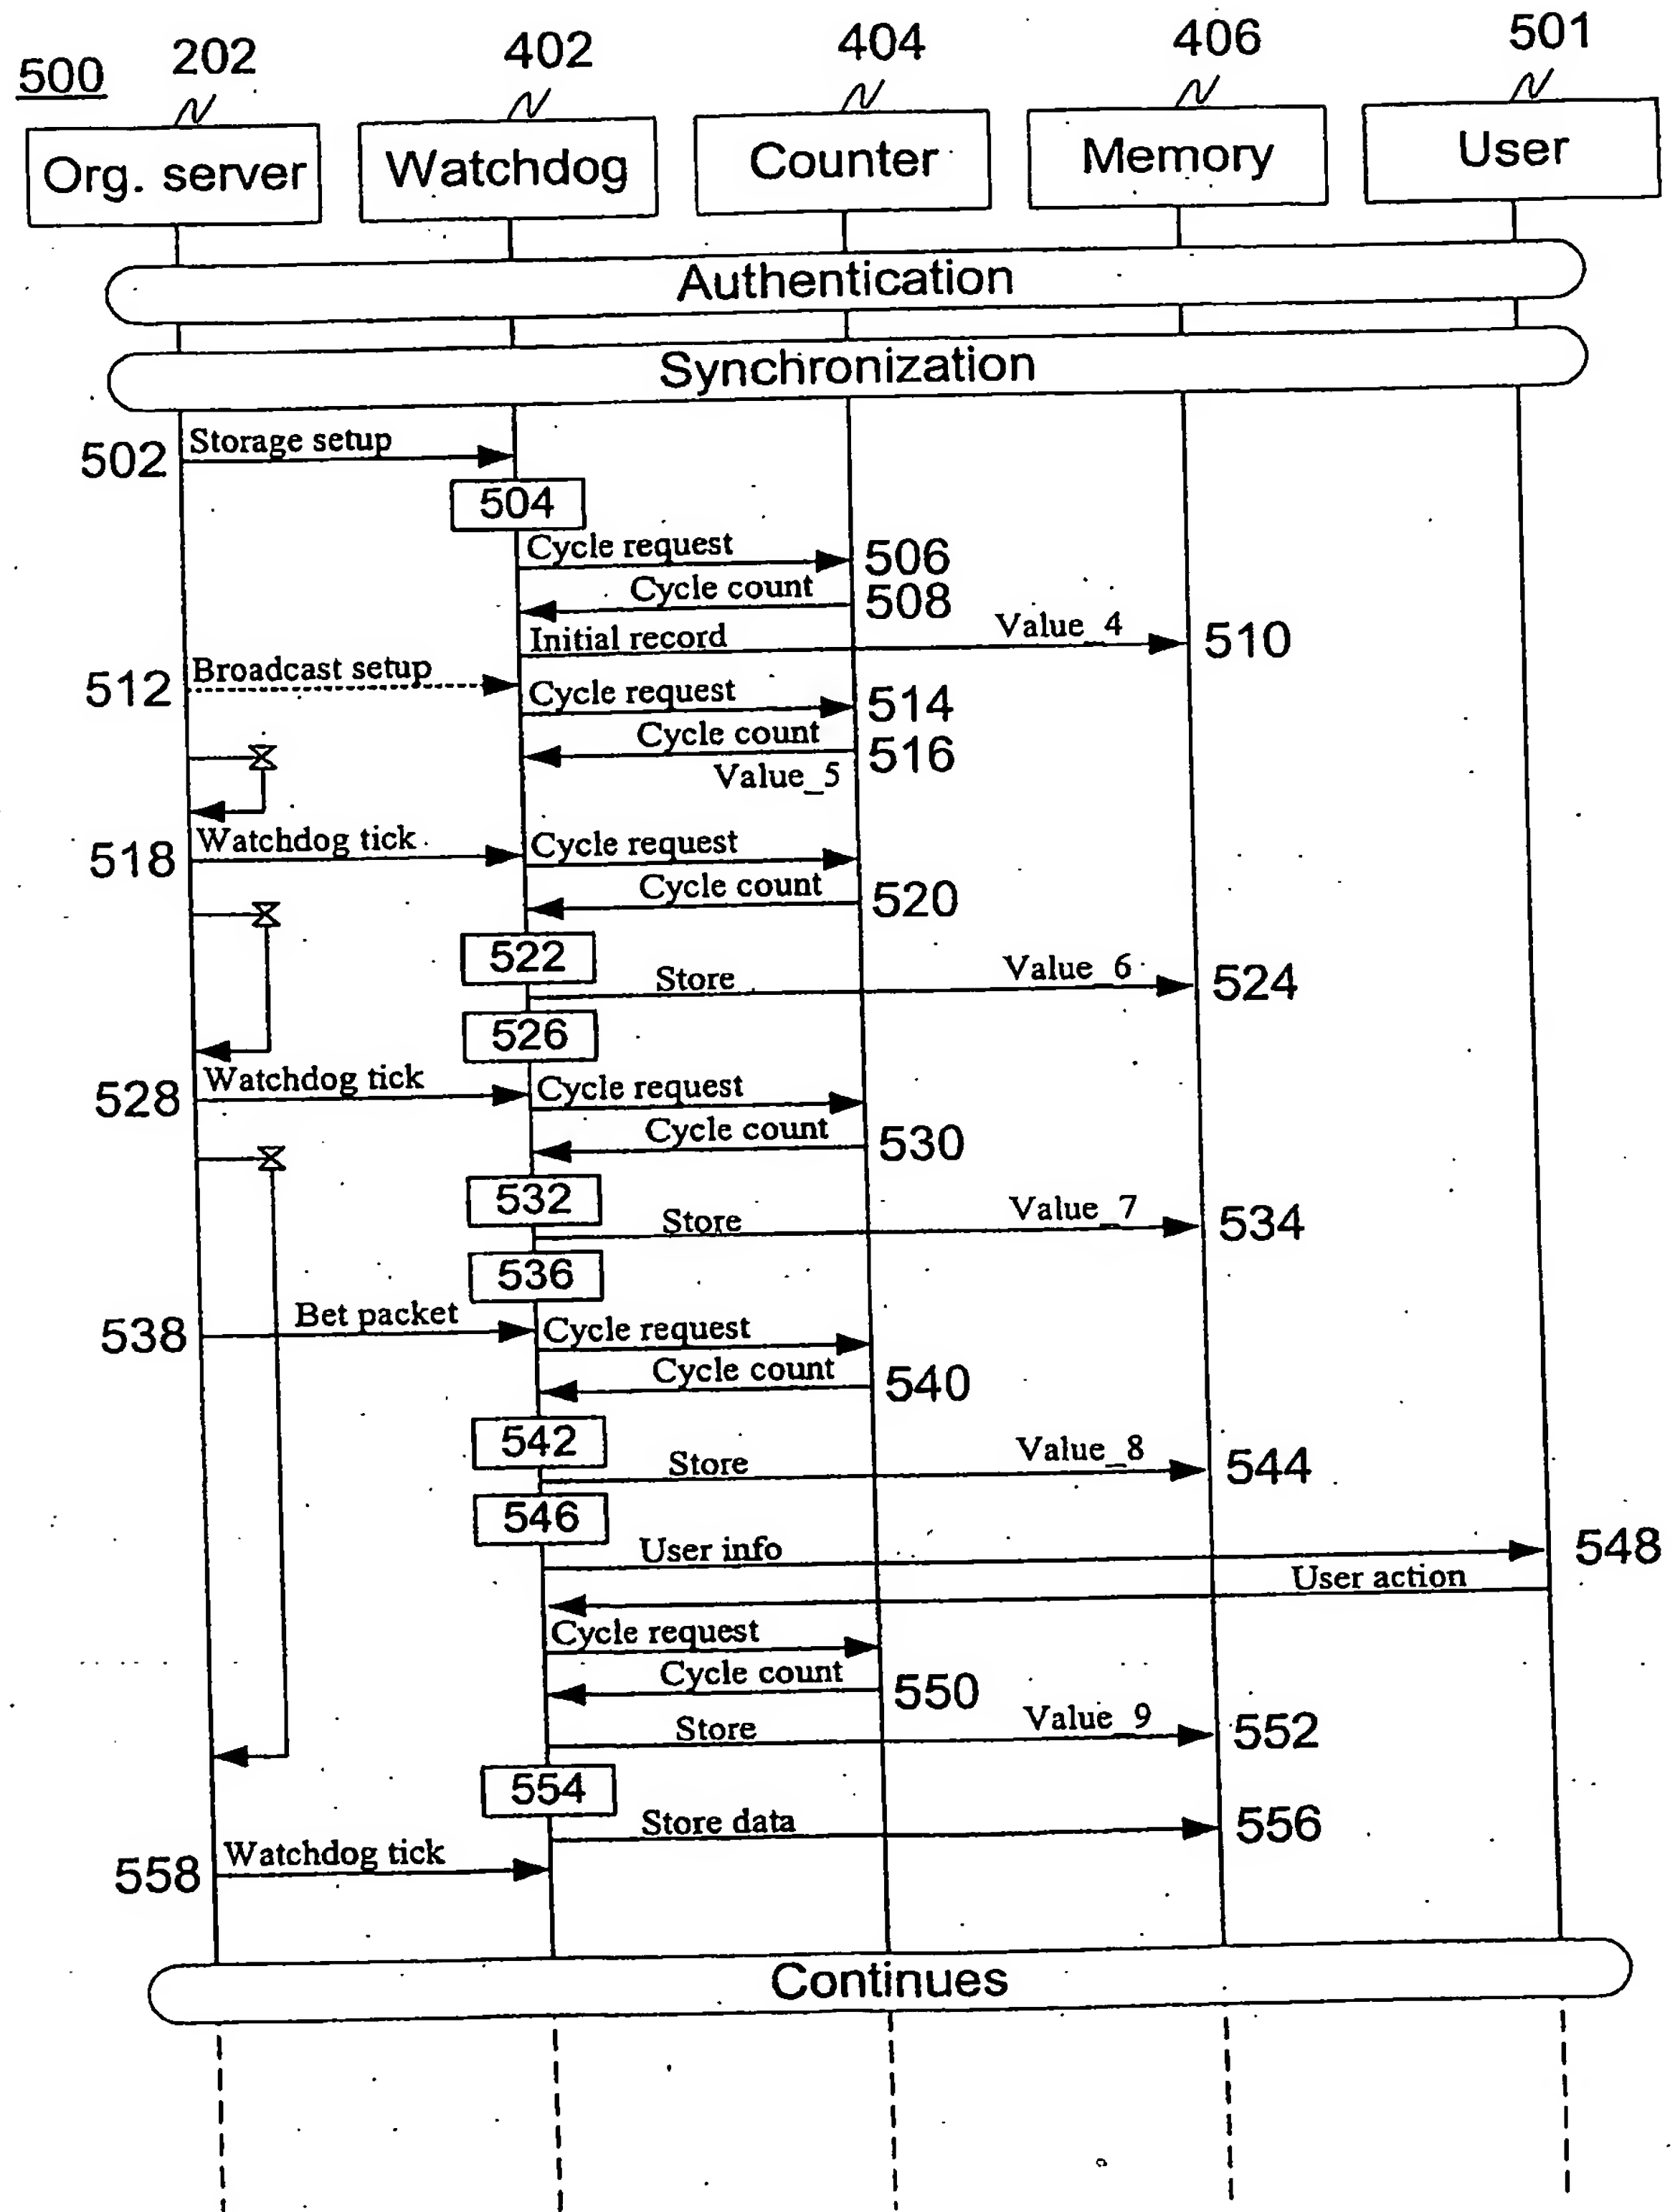 500 202 402 404 406 501
Org. server Watchdog Counter Memory User
Authentication
Synchronization
502 Storage setup
504
Cycle request 506
Cycle count 508
Initial record Value_4 510
512 Broadcast setup
Cycle request 514
Cycle count 516
Value_5
518 Watchdog tick Cycle request
Cycle count 520
522
Store Value_6 524
526
528 Watchdog tick Cycle request
Cycle count 530
532
Store Value_7 534
536
538 Bet packet Cycle request
Cycle count 540
542
Store Value_8 544
546
User info 548
User action
Cycle request
Cycle count 550
Store Value_9 552
554
Store data 556
558 Watchdog tick
Continues